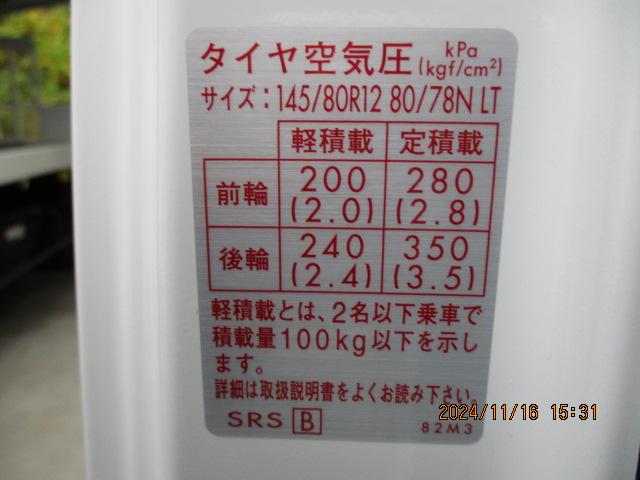 タイヤ空気圧 kPa (kgf/cm²)
サイズ：145/80R12 80/78N LT
軽積載 定積載
前輪 200 (2.0) 280 (2.8)
後輪 240 (2.4) 350 (3.5)
軽積載とは、2名以下乗車で
積載量100kg以下を示し
ます。
詳細は取扱説明書をよくお読み下さい。
2024/11/16 15:31
SRS B 82M3